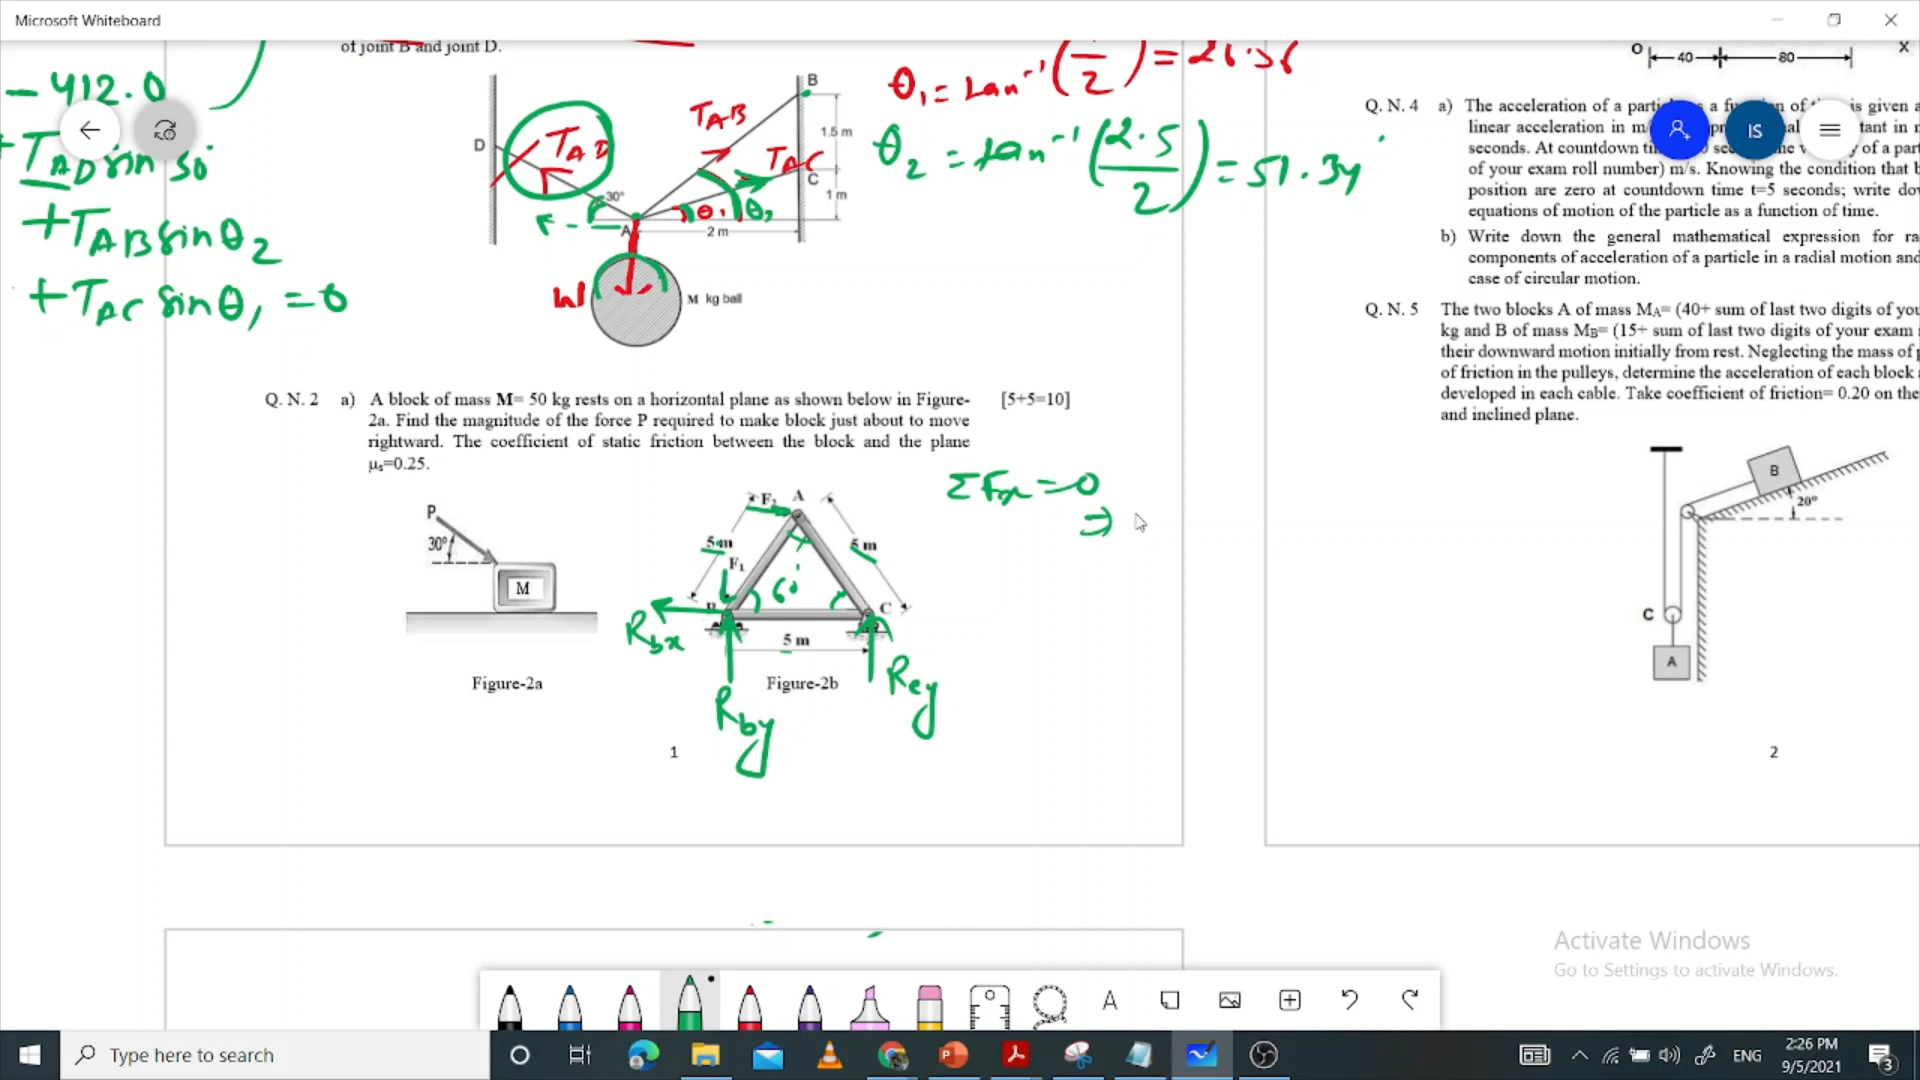 Microsoft Whiteboard
of joint B and joint D.
- 412.0
+ TAD sin 30°
+ TAB sin θ2
+ TAC sin θ1 = 0
D
TAD
30°
TAB
TAC
B
1.5 m
C
1 m
θ1
θ2
A
2 m
W
M kg ball
θ1 = tan⁻¹( /2) = 26.56
θ2 = tan⁻¹(2.5/2) = 51.34°
Q. N. 2 a) A block of mass M= 50 kg rests on a horizontal plane as shown below in Figure- [5+5=10]
2a. Find the magnitude of the force P required to make block just about to move
rightward. The coefficient of static friction between the block and the plane
μs=0.25.
P
30°
M
Figure-2a
F2 A
5 m
5 m
F1
60°
B
C
Rbx
5 m
Rby
Rcy
Figure-2b
ΣFx = 0
⇒
1
O
40
80
X
Q. N. 4 a) The acceleration of a is given a
linear acceleration in
seconds. At countdown of a part
of your exam roll number) m/s. Knowing the condition that b
position are zero at countdown time t=5 seconds; write dow
equations of motion of the particle as a function of time.
b) Write down the general mathematical expression for ra
components of acceleration of a particle in a radial motion and
case of circular motion.
Q. N. 5 The two blocks A of mass MA= (40+ sum of last two digits of you
kg and B of mass MB= (15+ sum of last two digits of your exam
their downward motion initially from rest. Neglecting the mass of p
of friction in the pulleys, determine the acceleration of each block
developed in each cable. Take coefficient of friction= 0.20 on the
and inclined plane.
IS
B
20°
C
A
2
Activate Windows
Go to Settings to activate Windows.
Type here to search
ENG
2:26 PM
9/5/2021
3